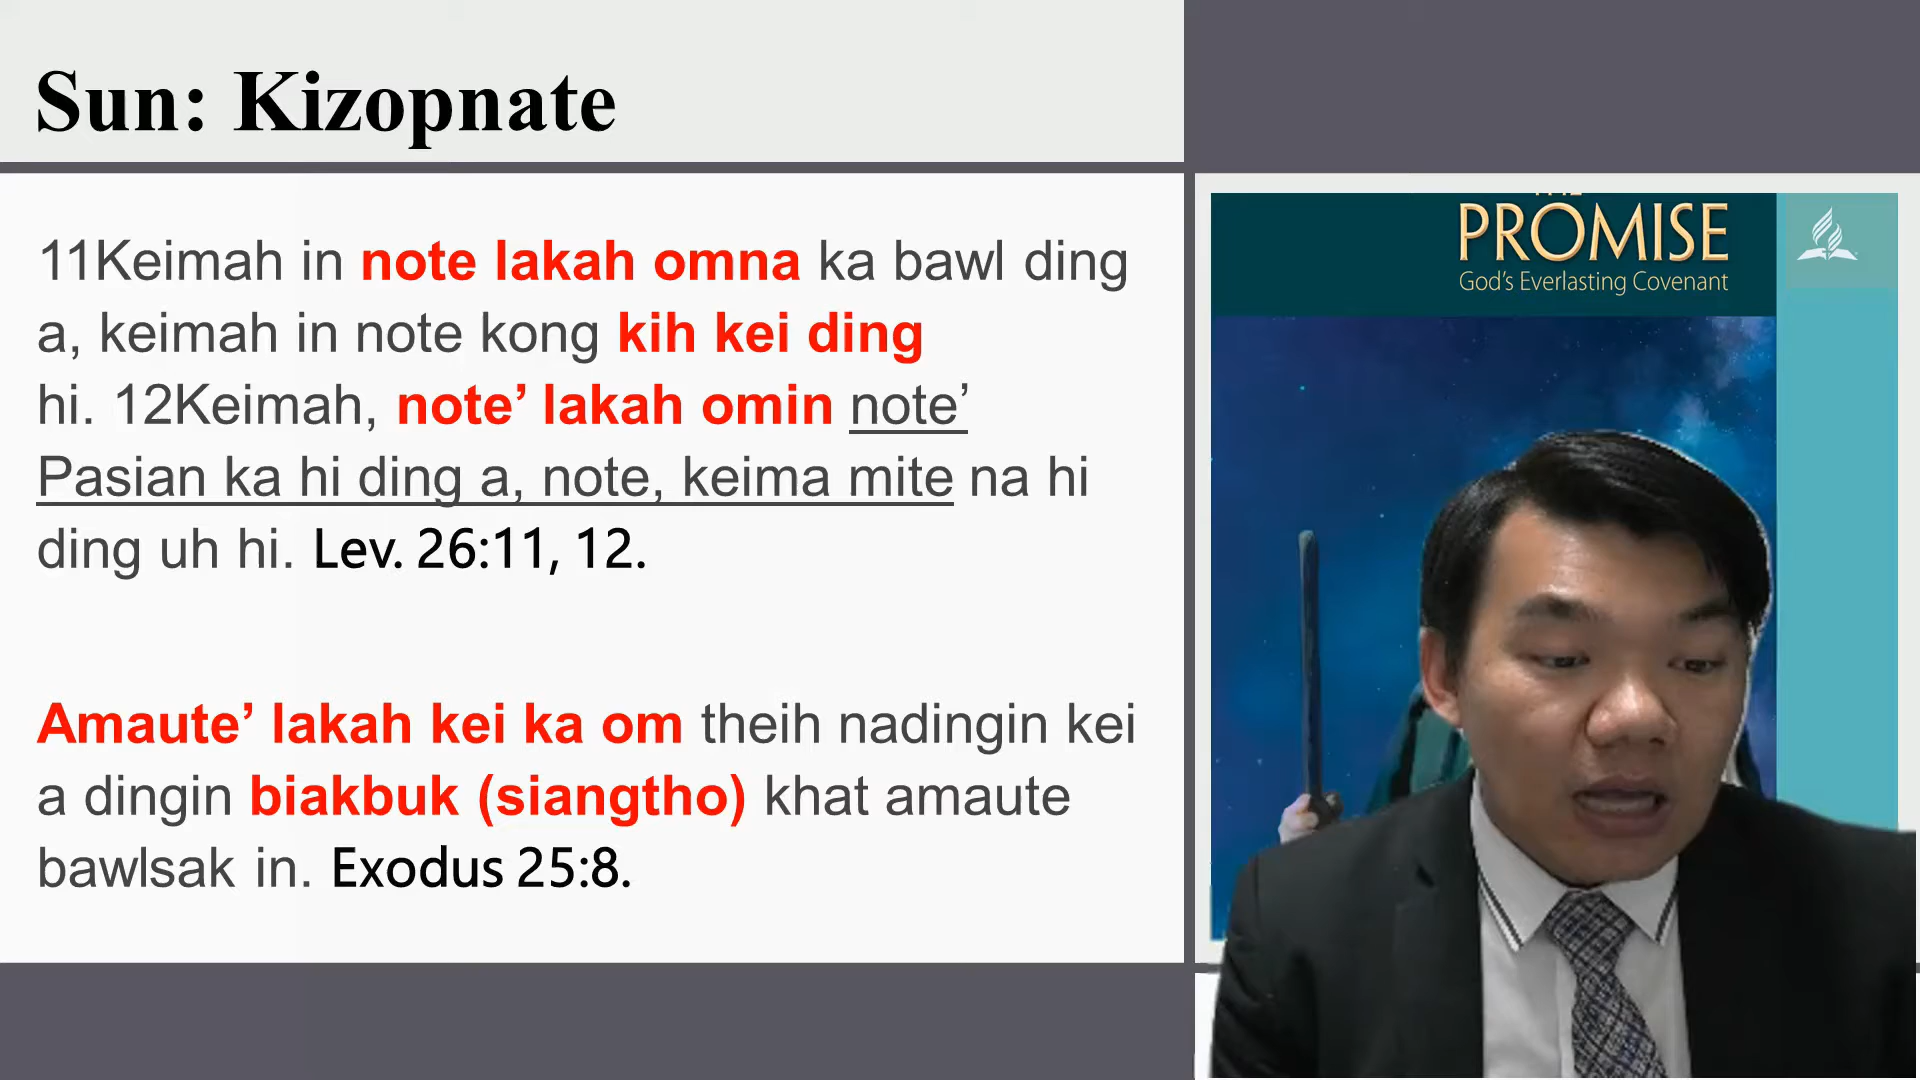 Sun: Kizopnate
11Keimah in note lakah omna ka bawl ding
a, keimah in note kong kih kei ding
hi. 12Keimah, note’ lakah omin note’
Pasian ka hi ding a, note, keima mite na hi
ding uh hi. Lev. 26:11, 12.
Amaute’ lakah kei ka om theih nadingin kei
a dingin biakbuk (siangtho) khat amaute
bawlsak in. Exodus 25:8.
PROMISE
God’s Everlasting Covenant